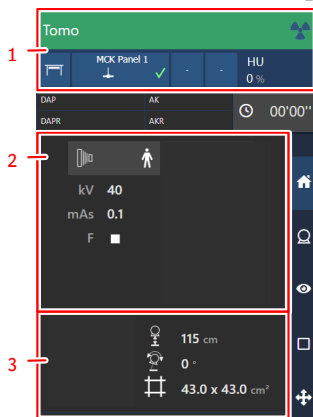 Tomo
1
MCK Panel 1
- -
HU
0 %
DAP AK
DAPR AKR
00'00''
2
kV 40
mAs 0.1
F
3
115 cm
0 °
43.0 x 43.0 cm²